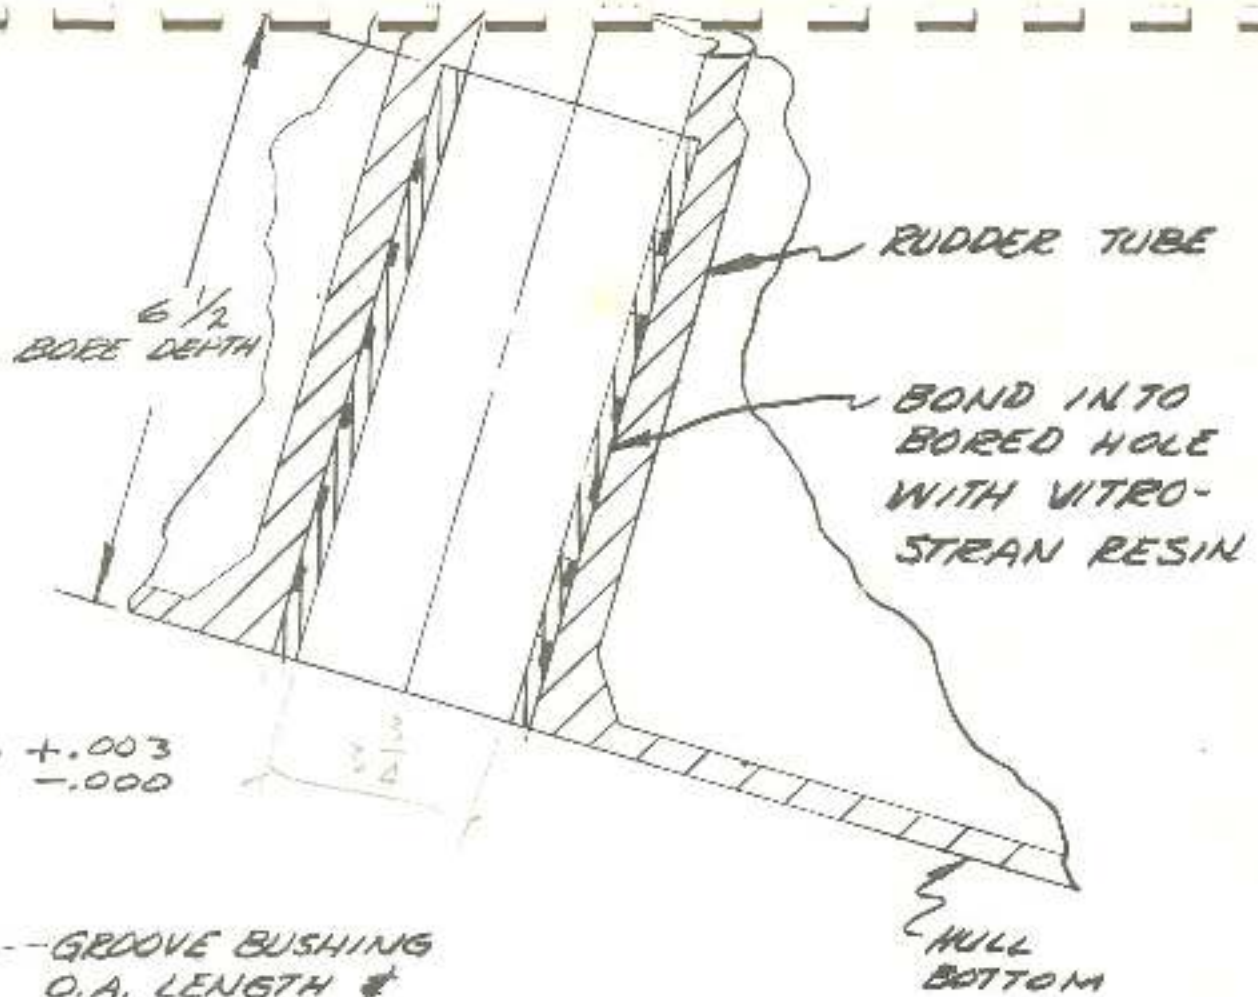 RUDDER TUBE
6 1/2
BORE DEPTH
BOND INTO
BORED HOLE
WITH VITRO-
STRAN RESIN
+.003
-.000
GROOVE BUSHING
O.A. LENGTH
HULL
BOTTOM